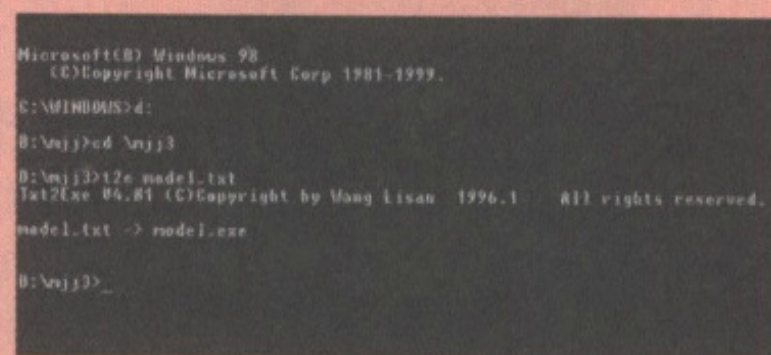 Microsoft(R) Windows 98
(C)Copyright Microsoft Corp 1981-1999.
C:\WINDOWS>d:
D:\mjj>cd \mjj3
D:\mjj3>t2e model.txt
Txt2Exe V4.81 (C)Copyright by Wang Lisan 1996.1 All rights reserved.
model.txt -> model.exe
D:\mjj3>_